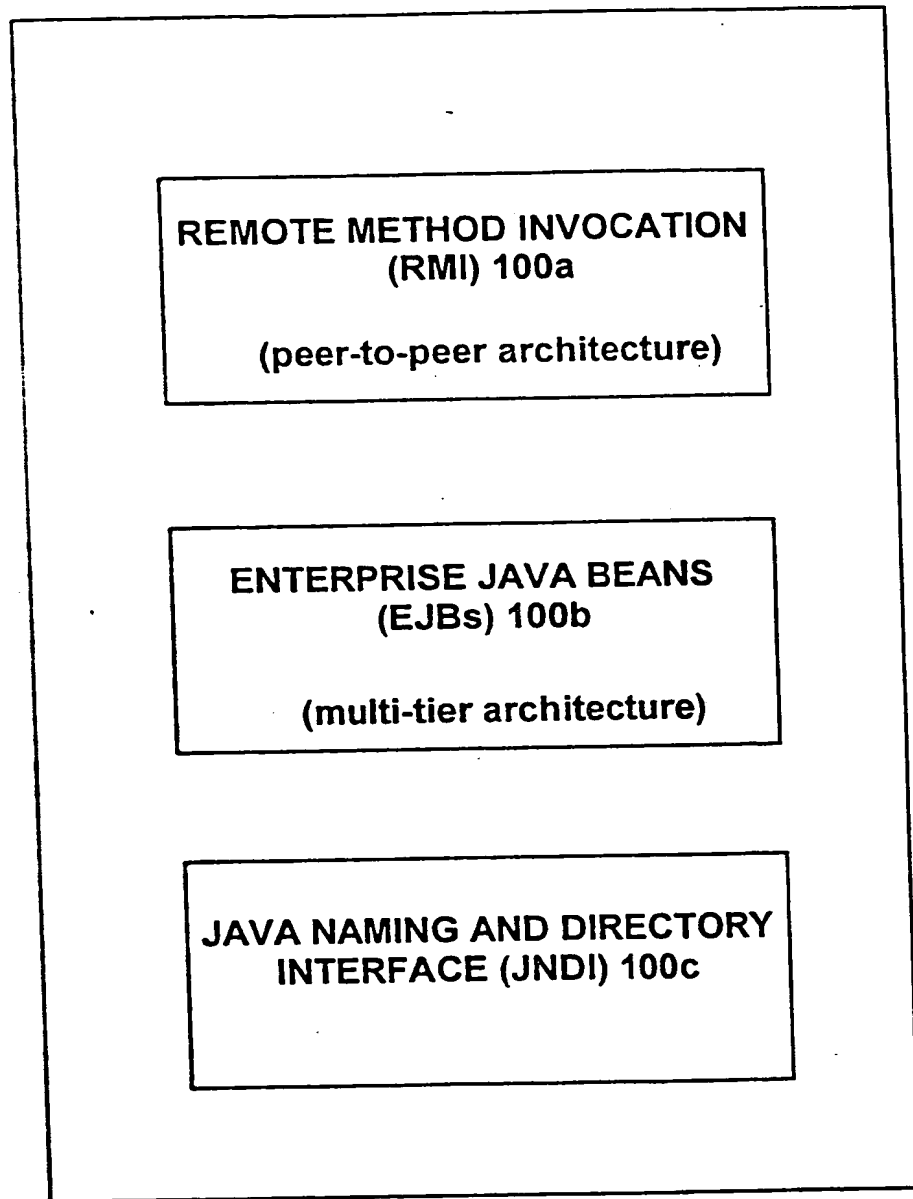 REMOTE METHOD INVOCATION
(RMI) 100a
(peer-to-peer architecture)
ENTERPRISE JAVA BEANS
(EJBs) 100b
(multi-tier architecture)
JAVA NAMING AND DIRECTORY
INTERFACE (JNDI) 100c